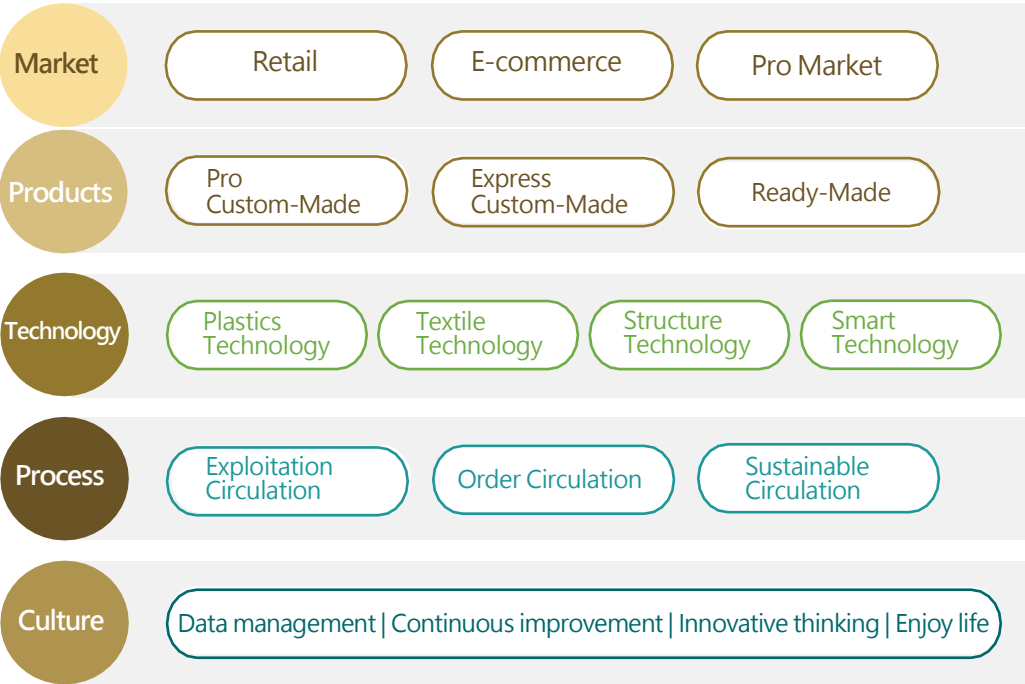 Market
Retail
E-commerce
Pro Market
Products
Pro
Custom-Made
Express
Custom-Made
Ready-Made
Technology
Plastics
Technology
Textile
Technology
Structure
Technology
Smart
Technology
Process
Exploitation
Circulation
Order Circulation
Sustainable
Circulation
Culture
Data management | Continuous improvement | Innovative thinking | Enjoy life